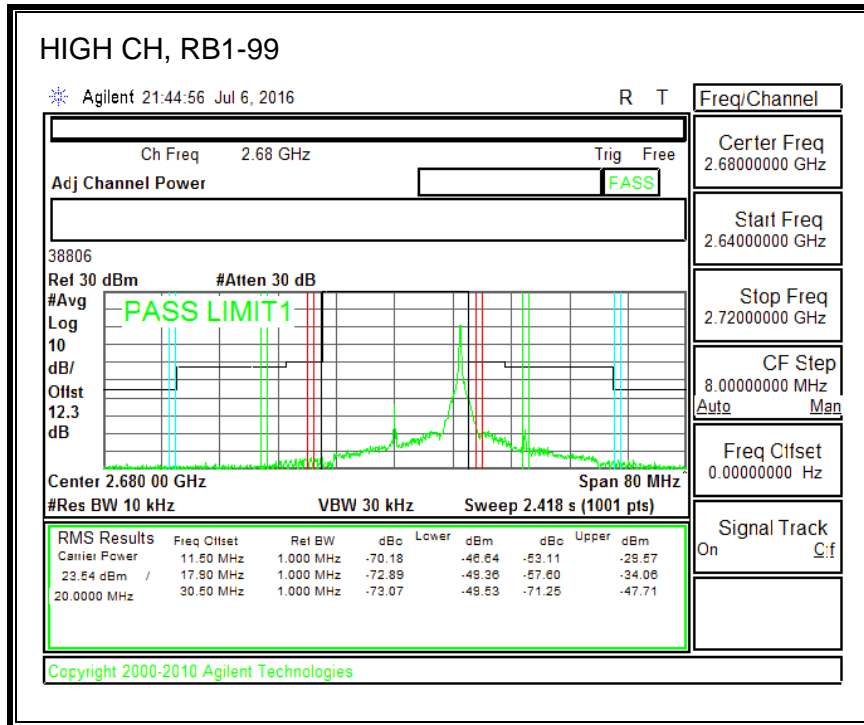 HIGH CH, RB1-99
Agilent 21:44:56 Jul 6, 2016 R T
Freq/Channel
Ch Freq 2.68 GHz Trig Free
Adj Channel Power PASS
Center Freq
2.68000000 GHz
Start Freq
2.64000000 GHz
Stop Freq
2.72000000 GHz
CF Step
8.00000000 MHz
Auto Man
Freq Offset
0.00000000 Hz
Signal Track
On Off
38806
Ref 30 dBm #Atten 30 dB
#Avg
Log
10
dB/
Offst
12.3
dB
PASS LIMIT1
Center 2.680 00 GHz Span 80 MHz
#Res BW 10 kHz VBW 30 kHz Sweep 2.418 s (1001 pts)
RMS Results Freq Offset Ref BW dBc Lower dBm dBc Upper dBm
Carrier Power 11.50 MHz 1.000 MHz -70.18 -46.64 -53.11 -29.57
23.54 dBm / 17.90 MHz 1.000 MHz -72.89 -49.36 -57.60 -34.06
20.0000 MHz 30.50 MHz 1.000 MHz -73.07 -49.53 -71.25 -47.71
Copyright 2000-2010 Agilent Technologies